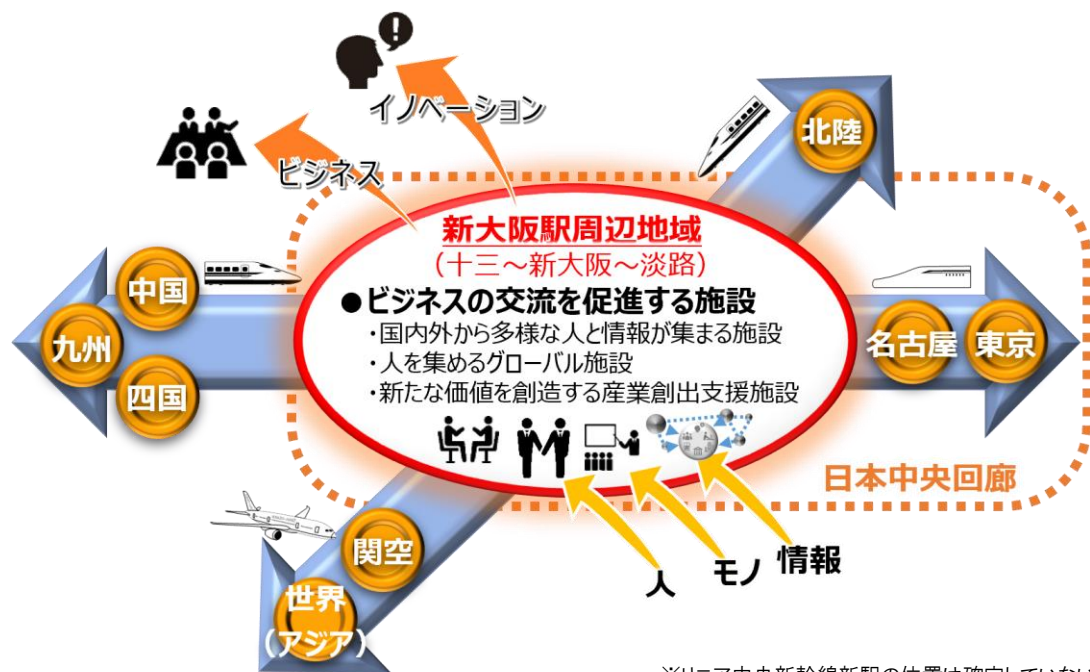 イノベーション
ビジネス
北陸
新大阪駅周辺地域
(十三~新大阪~淡路)
●ビジネスの交流を促進する施設
・国内外から多様な人と情報が集まる施設
・人を集めるグローバル施設
・新たな価値を創造する産業創出支援施設
中国
九州
四国
名古屋
東京
日本中央回廊
関空
世界
(アジア)
人
モノ
情報